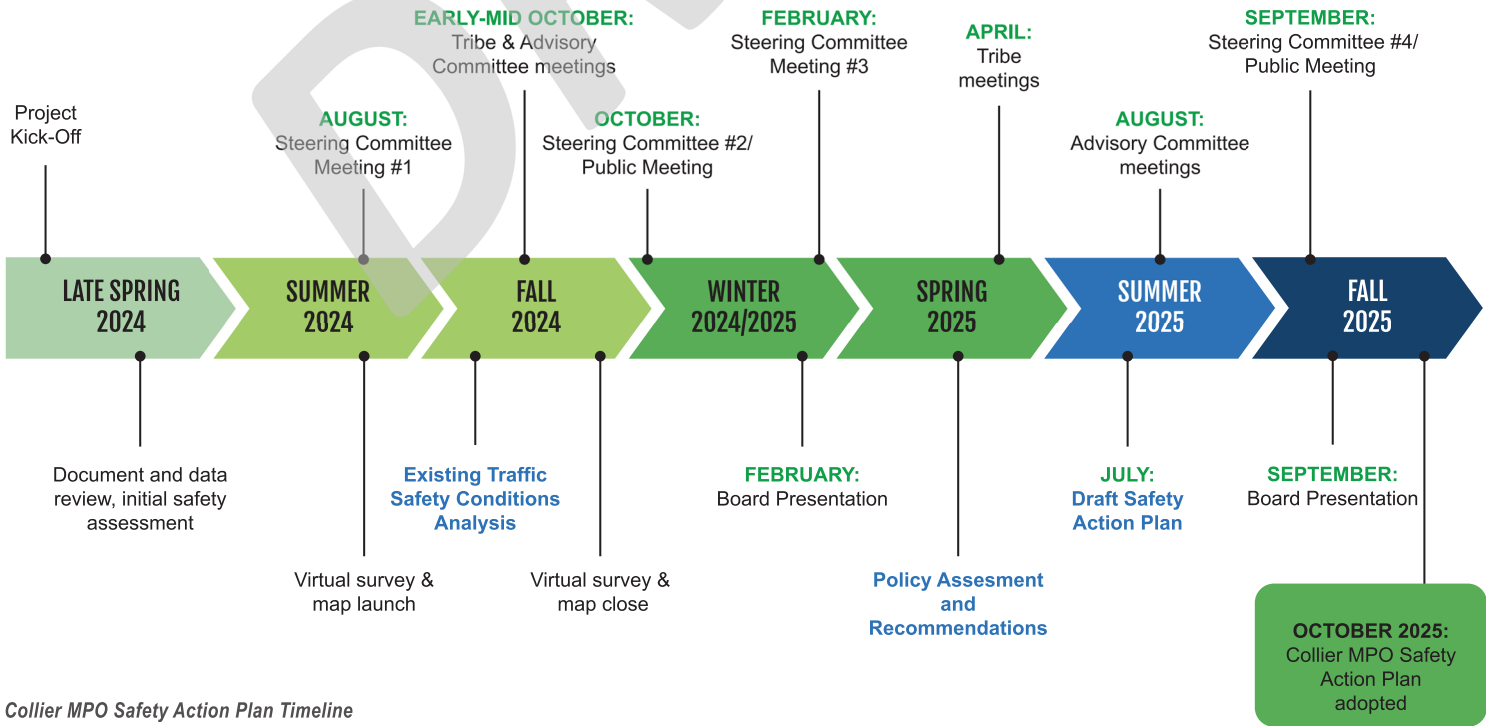 EARLY-MID OCTOBER:
Tribe & Advisory
Committee meetings
FEBRUARY:
Steering Committee
Meeting #3
APRIL:
Tribe
meetings
SEPTEMBER:
Steering Committee #4/
Public Meeting
Project
Kick-Off
AUGUST:
Steering Committee
Meeting #1
OCTOBER:
Steering Committee #2/
Public Meeting
AUGUST:
Advisory Committee
meetings
LATE SPRING
2024
SUMMER
2024
FALL
2024
WINTER
2024/2025
SPRING
2025
SUMMER
2025
FALL
2025
Document and data
review, initial safety
assessment
Existing Traffic
Safety Conditions
Analysis
FEBRUARY:
Board Presentation
JULY:
Draft Safety
Action Plan
SEPTEMBER:
Board Presentation
Virtual survey &
map launch
Virtual survey &
map close
Policy Assesment
and
Recommendations
OCTOBER 2025:
Collier MPO Safety
Action Plan
adopted
Collier MPO Safety Action Plan Timeline